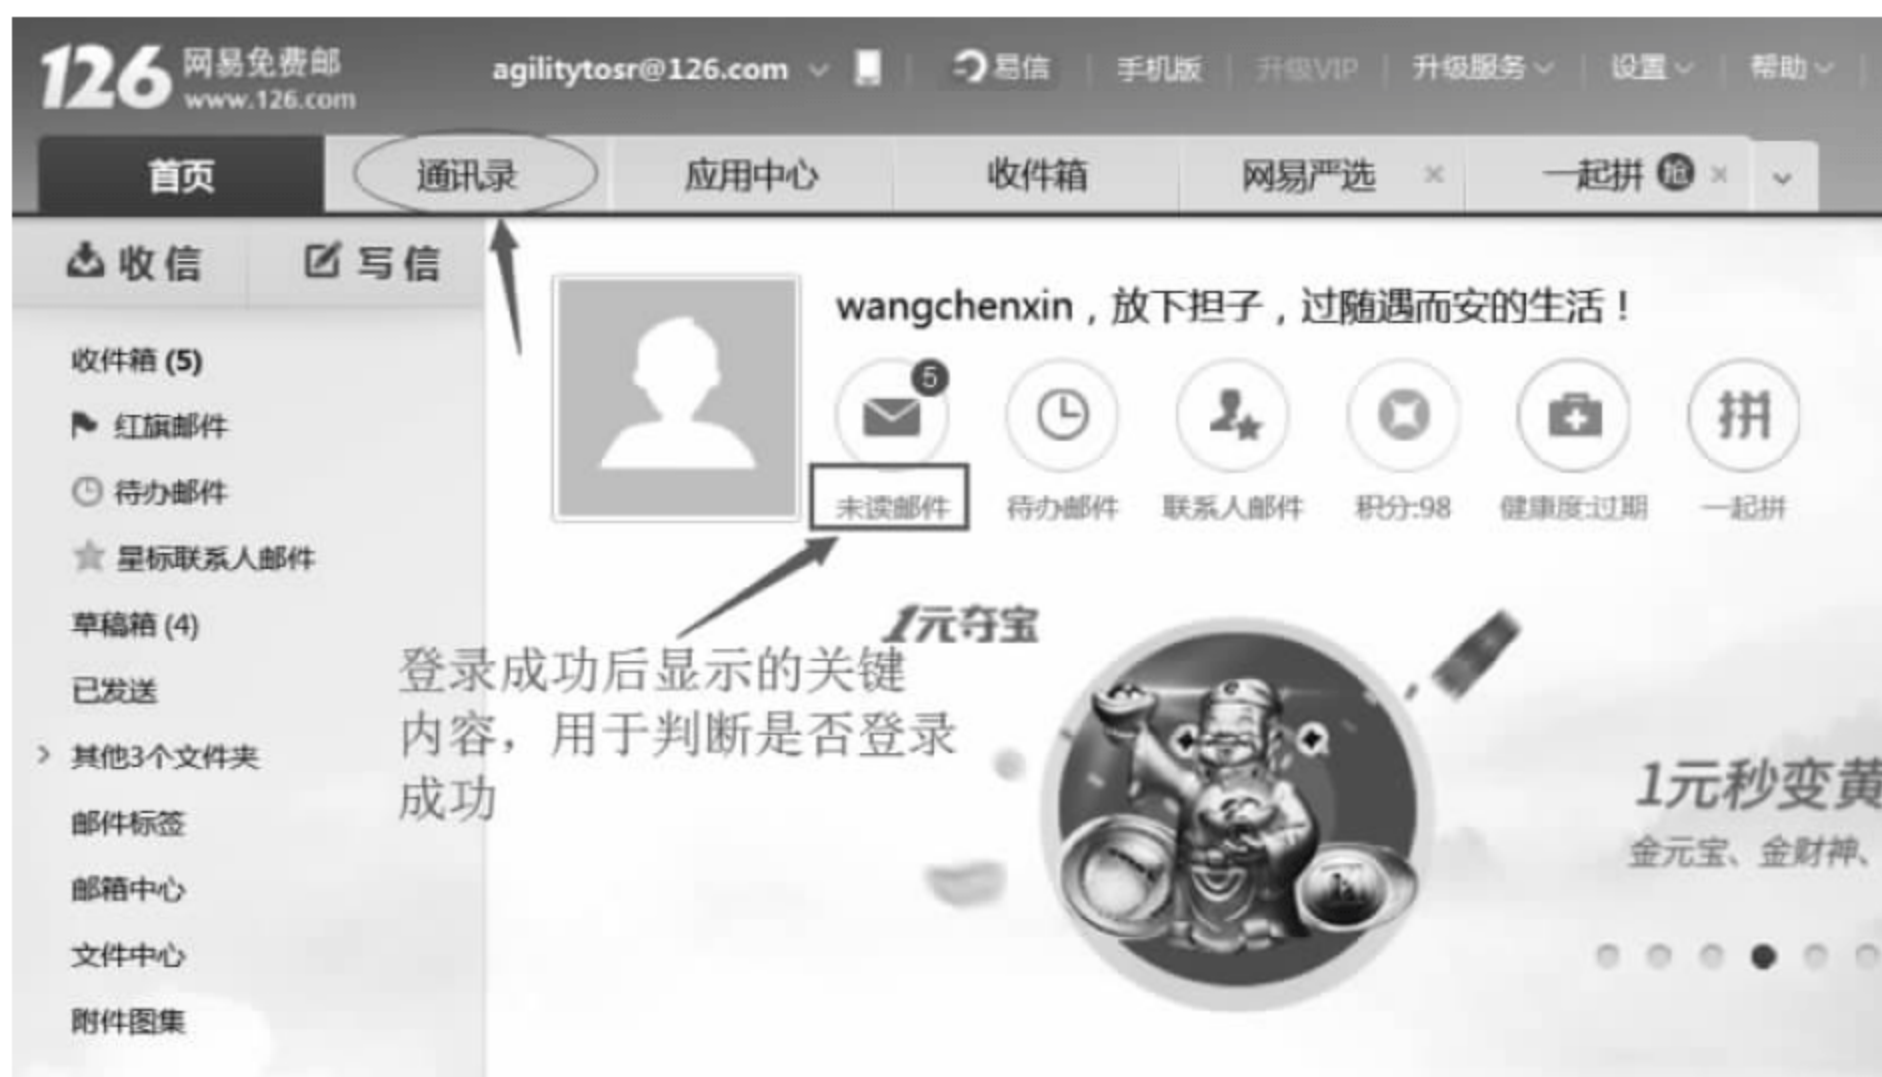 126 网易免费邮
www.126.com
agilitytosr@126.com 易信 手机版 升级VIP 升级服务 设置 帮助
首页 通讯录 应用中心 收件箱 网易严选 一起拼 抢
收信 写信
wangchenxin，放下担子，过随遇而安的生活！
收件箱 (5)
5
拼
红旗邮件
待办邮件
未读邮件 待办邮件 联系人邮件 积分:98 健康度:过期 一起拼
星标联系人邮件
草稿箱 (4)
1元夺宝
登录成功后显示的关键
内容，用于判断是否登录
成功
已发送
其他3个文件夹
邮件标签
邮箱中心
文件中心
附件图集
1元秒变黄
金元宝、金财神、